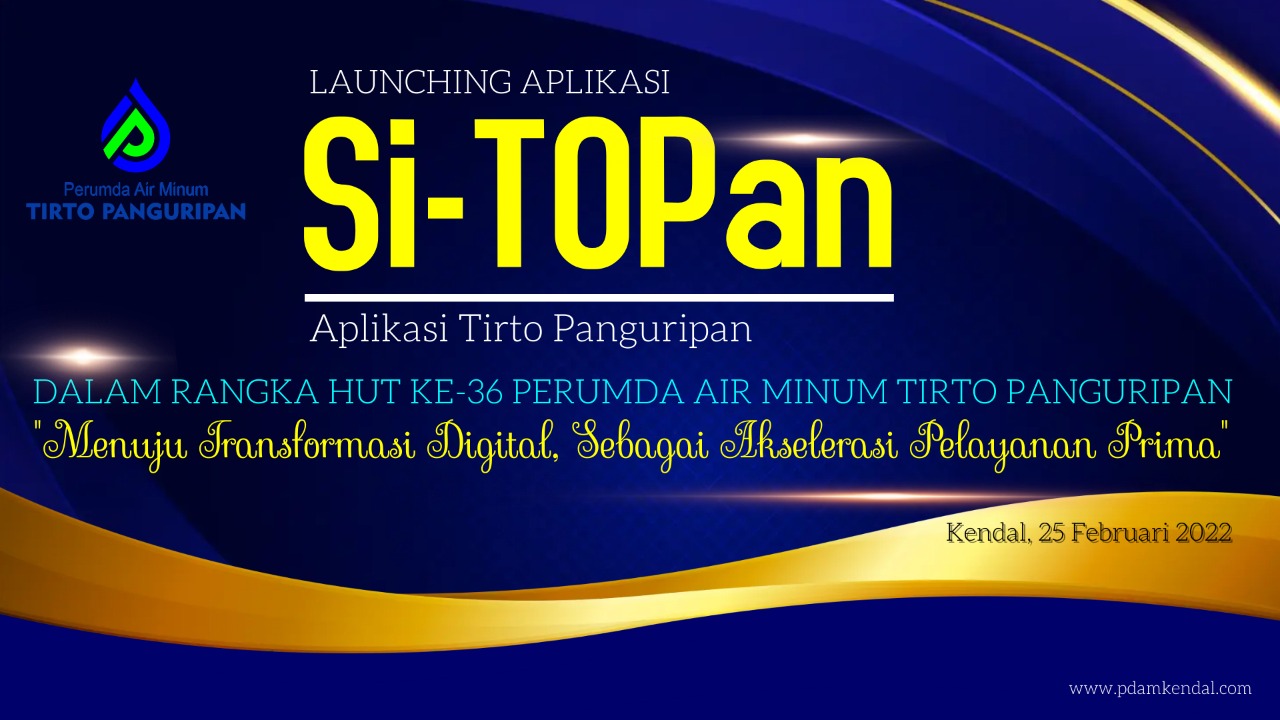 LAUNCHING APLIKASI
Si-TOPan
Perumda Air Minum
TIRTO PANGURIPAN
Aplikasi Tirto Panguripan
DALAM RANGKA HUT KE-36 PERUMDA AIR MINUM TIRTO PANGURIPAN
"Menuju Transformasi Digital, Sebagai Akselerasi Pelayanan Prima"
Kendal, 25 Februari 2022
www.pdamkendal.com